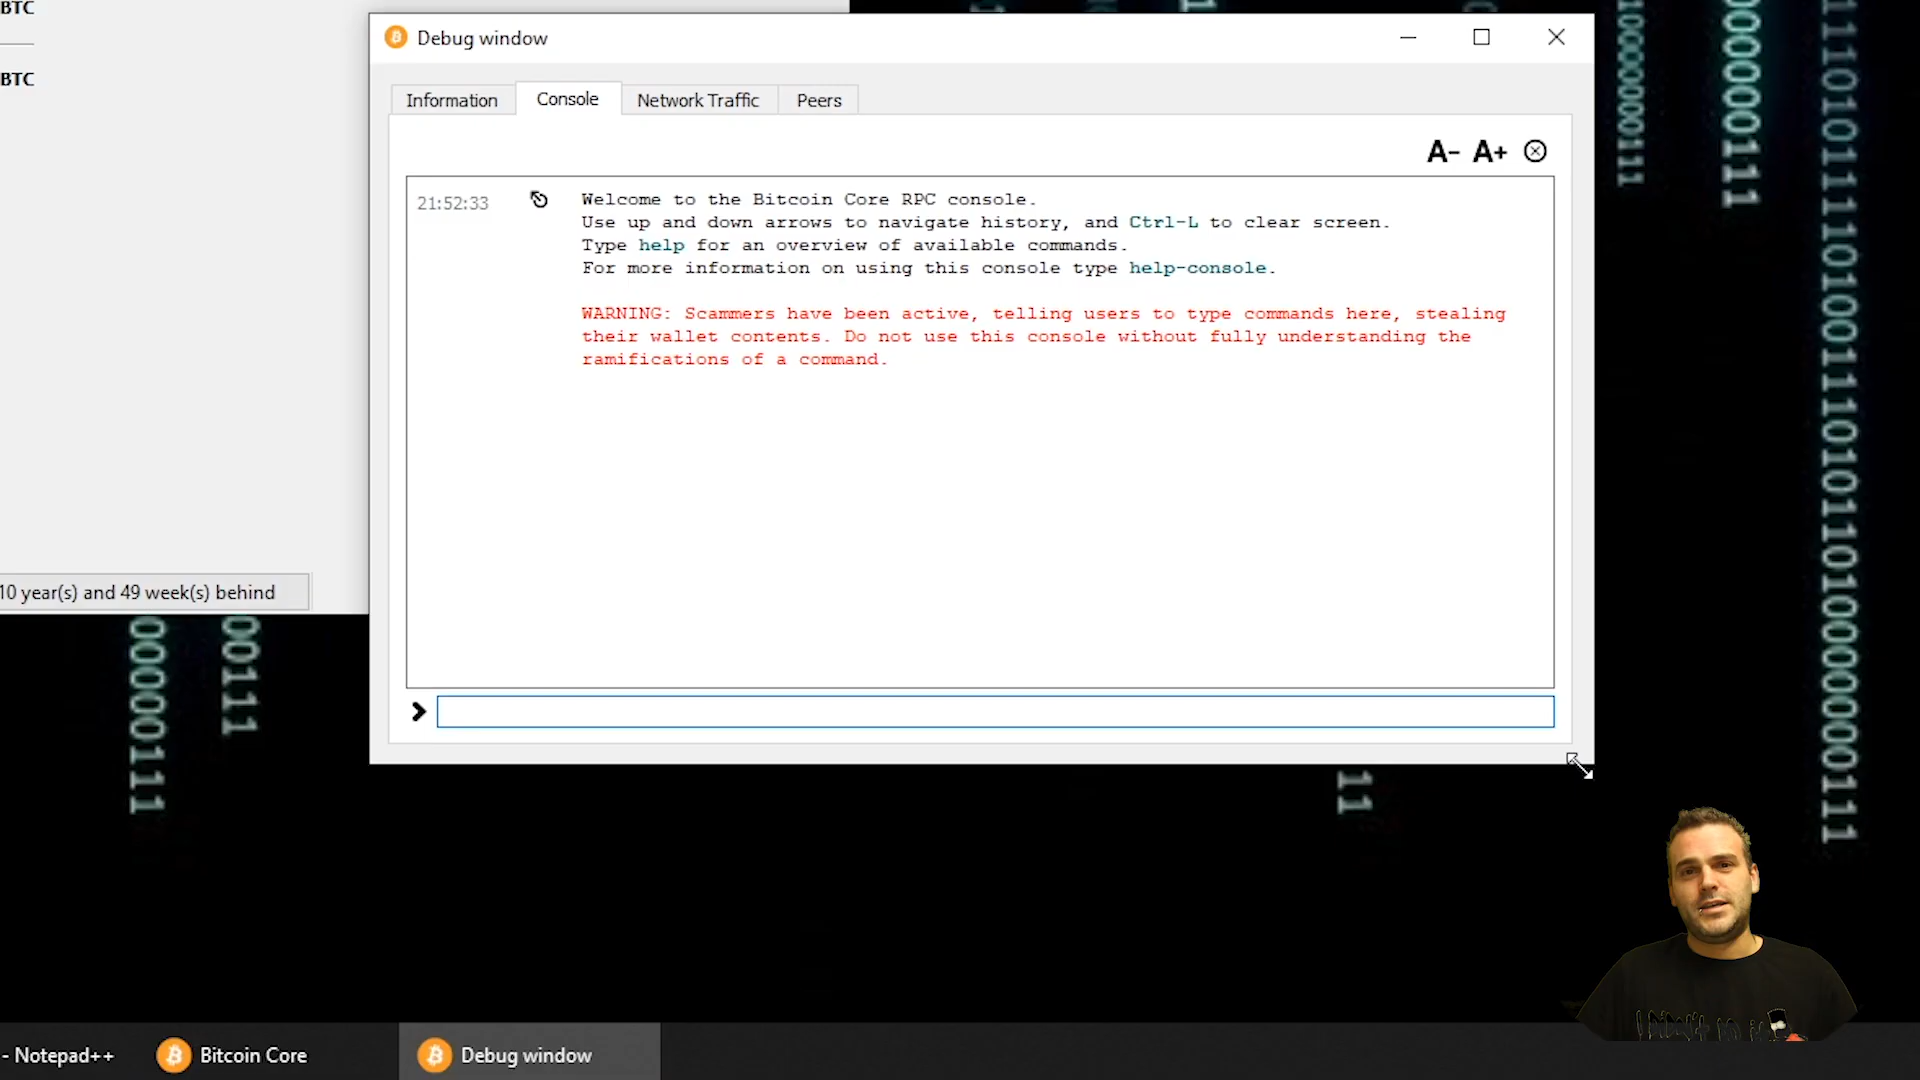 BTC
BTC
10 year(s) and 49 week(s) behind
Debug window
Information
Console
Network Traffic
Peers
A- A+
21:52:33
Welcome to the Bitcoin Core RPC console.
Use up and down arrows to navigate history, and Ctrl-L to clear screen.
Type help for an overview of available commands.
For more information on using this console type help-console.
WARNING: Scammers have been active, telling users to type commands here, stealing
their wallet contents. Do not use this console without fully understanding the
ramifications of a command.
- Notepad++
Bitcoin Core
Debug window